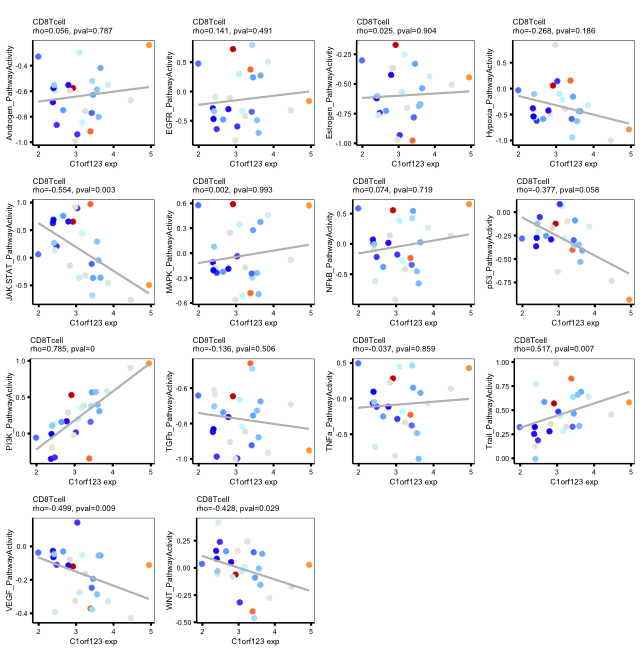 CD8Tcell
rho=0.056, pval=0.787
Androgen_PathwayActivity
-0.4
-0.6
-0.8
-1.0
2 3 4 5
C1orf123 exp
CD8Tcell
rho=0.141, pval=0.491
EGFR_PathwayActivity
0.5
0.0
-0.5
2 3 4 5
C1orf123 exp
CD8Tcell
rho=0.025, pval=0.904
Estrogen_PathwayActivity
-0.25
-0.50
-0.75
-1.00
2 3 4 5
C1orf123 exp
CD8Tcell
rho=-0.268, pval=0.186
Hypoxia_PathwayActivity
0.5
0.0
-0.5
-1.0
2 3 4 5
C1orf123 exp
CD8Tcell
rho=-0.554, pval=0.003
JAK.STAT_PathwayActivity
1.0
0.5
0.0
-0.5
2 3 4 5
C1orf123 exp
CD8Tcell
rho=0.002, pval=0.993
MAPK_PathwayActivity
0.6
0.3
0.0
-0.3
-0.6
2 3 4 5
C1orf123 exp
CD8Tcell
rho=0.074, pval=0.719
NFkB_PathwayActivity
0.5
0.0
-0.5
2 3 4 5
C1orf123 exp
CD8Tcell
rho=-0.377, pval=0.058
p53_PathwayActivity
0.00
-0.25
-0.50
-0.75
2 3 4 5
C1orf123 exp
CD8Tcell
rho=0.785, pval=0
PI3K_PathwayActivity
1.0
0.5
0.0
2 3 4 5
C1orf123 exp
CD8Tcell
rho=-0.136, pval=0.506
TGFb_PathwayActivity
-0.6
-0.8
-1.0
2 3 4 5
C1orf123 exp
CD8Tcell
rho=-0.037, pval=0.859
TNFa_PathwayActivity
0.5
0.0
-0.5
2 3 4 5
C1orf123 exp
CD8Tcell
rho=0.517, pval=0.007
Trail_PathwayActivity
1.00
0.75
0.50
0.25
0.00
2 3 4 5
C1orf123 exp
CD8Tcell
rho=-0.499, pval=0.009
VEGF_PathwayActivity
0.0
-0.2
-0.4
2 3 4 5
C1orf123 exp
CD8Tcell
rho=-0.428, pval=0.029
WNT_PathwayActivity
0.50
0.25
0.00
-0.25
-0.50
2 3 4 5
C1orf123 exp